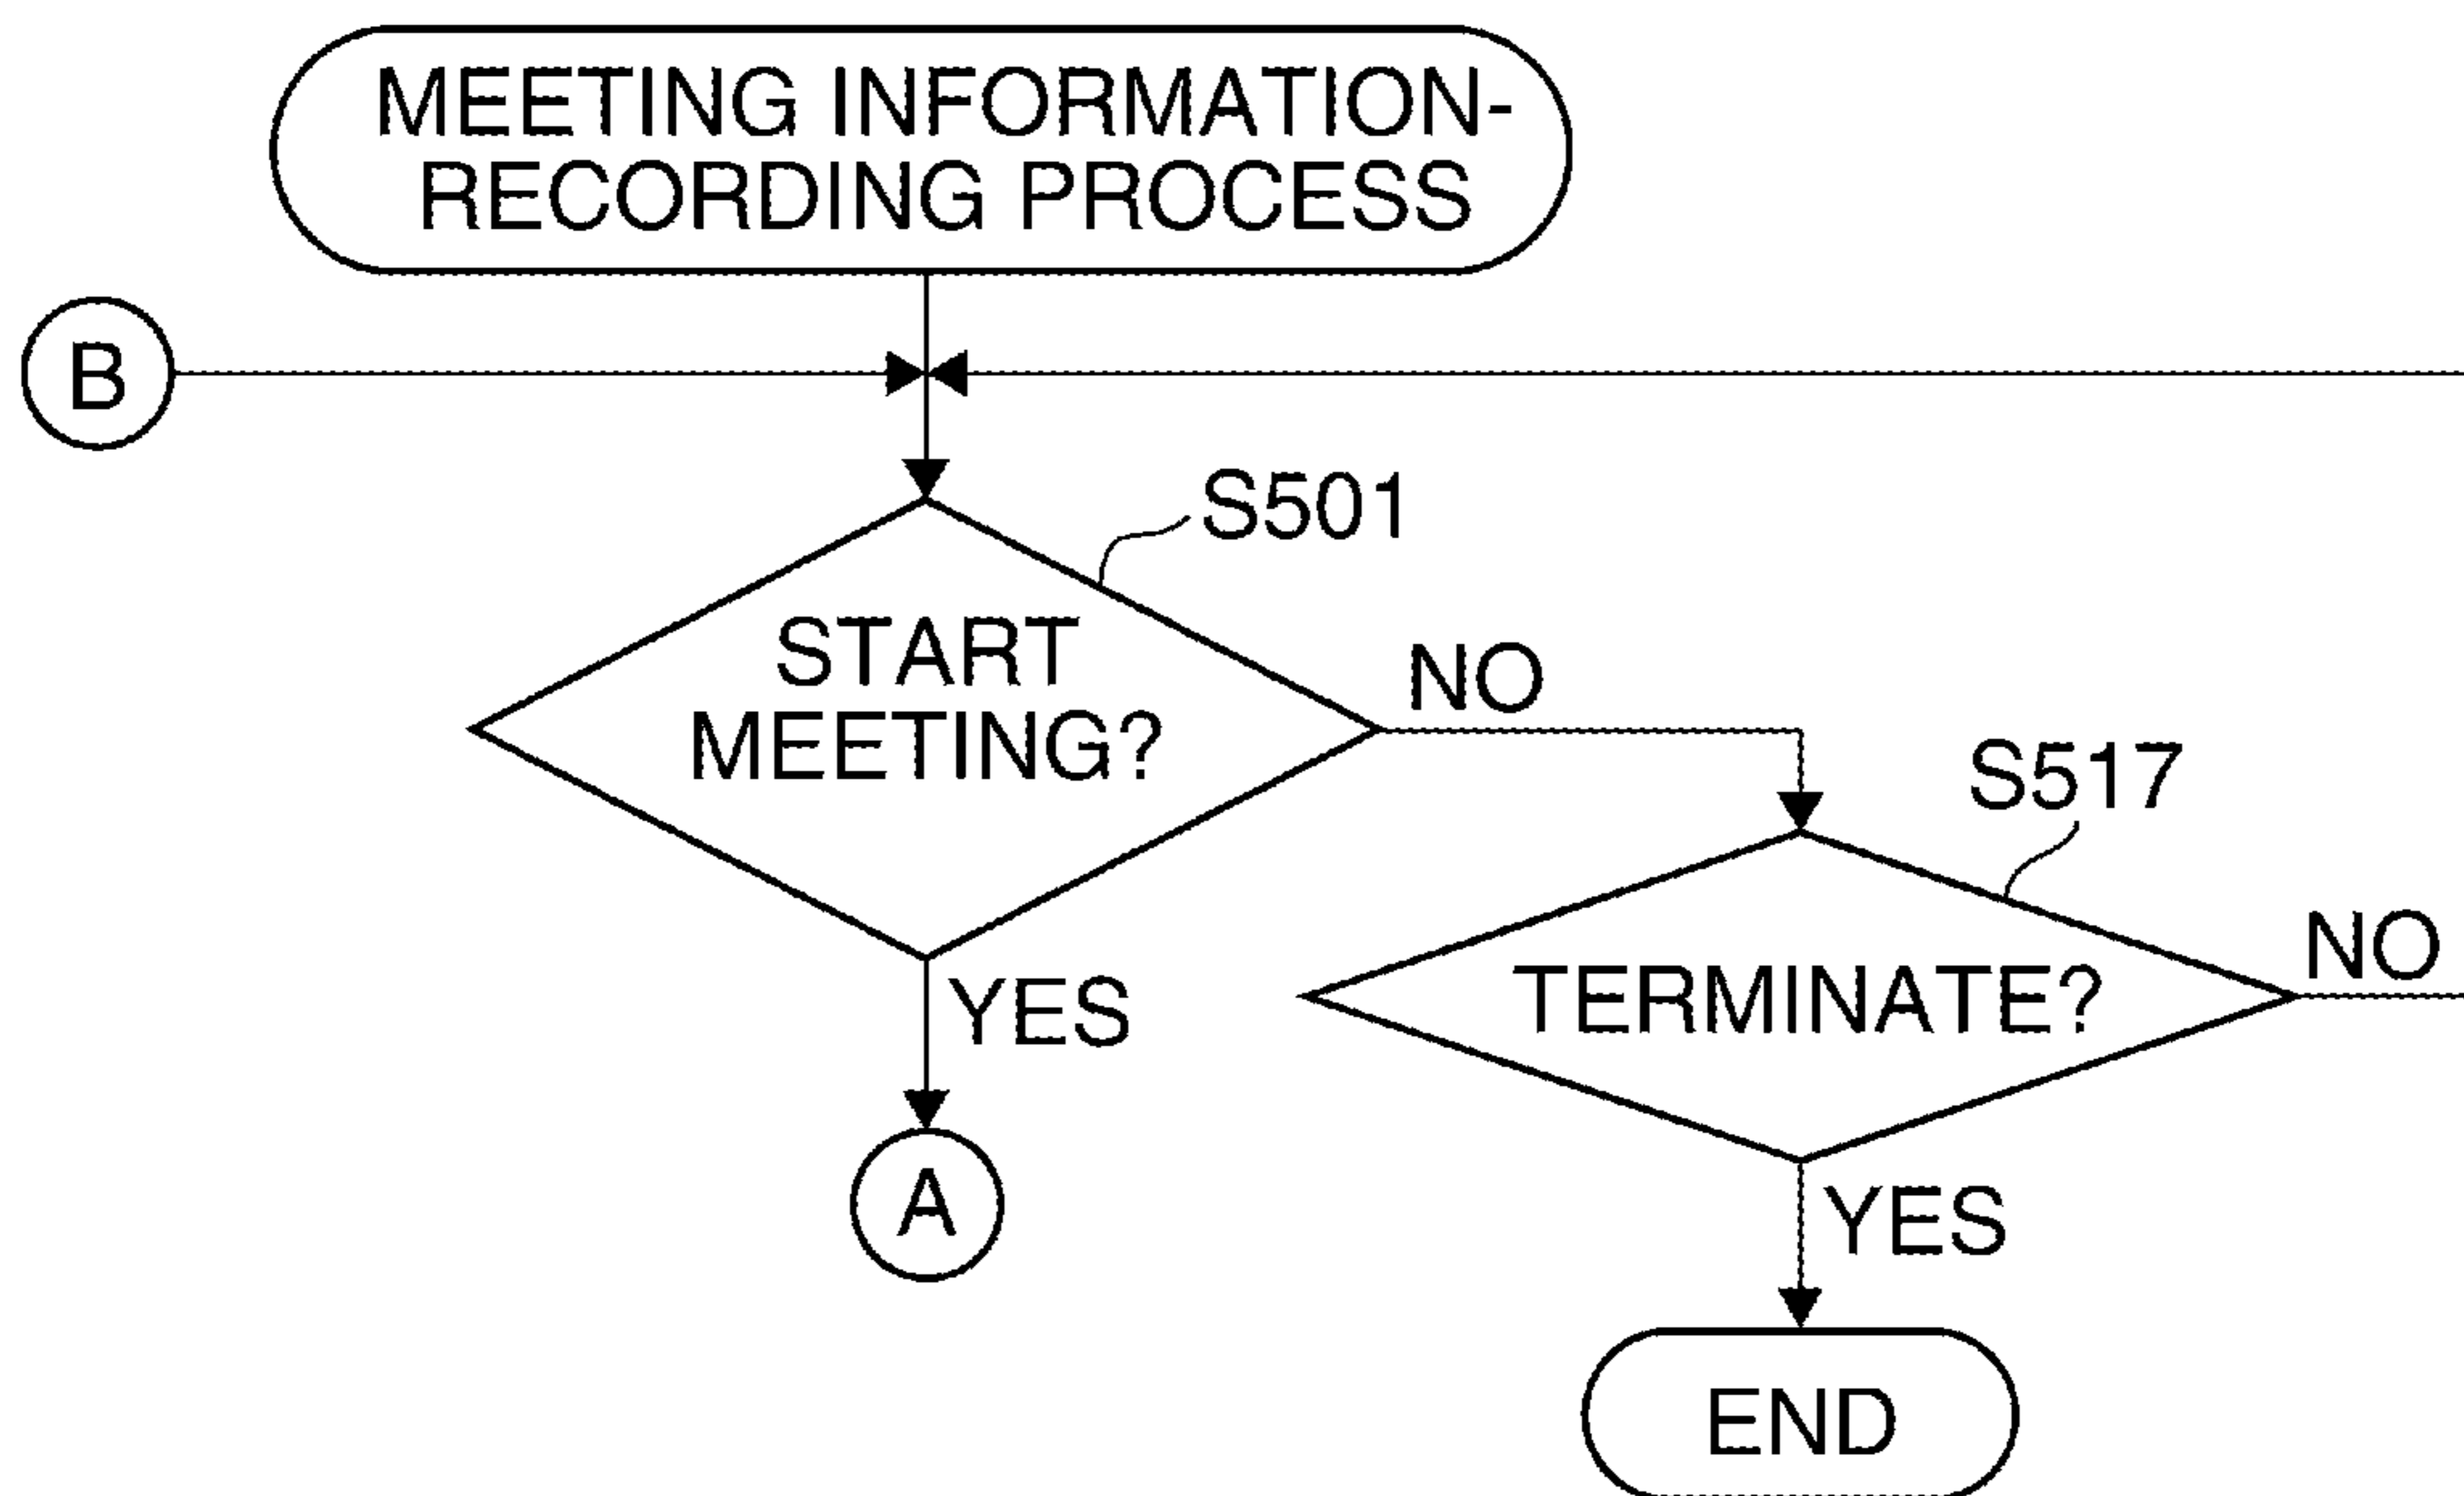 MEETING INFORMATION-
RECORDING PROCESS
B
S501
START
MEETING?
NO
S517
TERMINATE?
NO
YES
A
YES
END